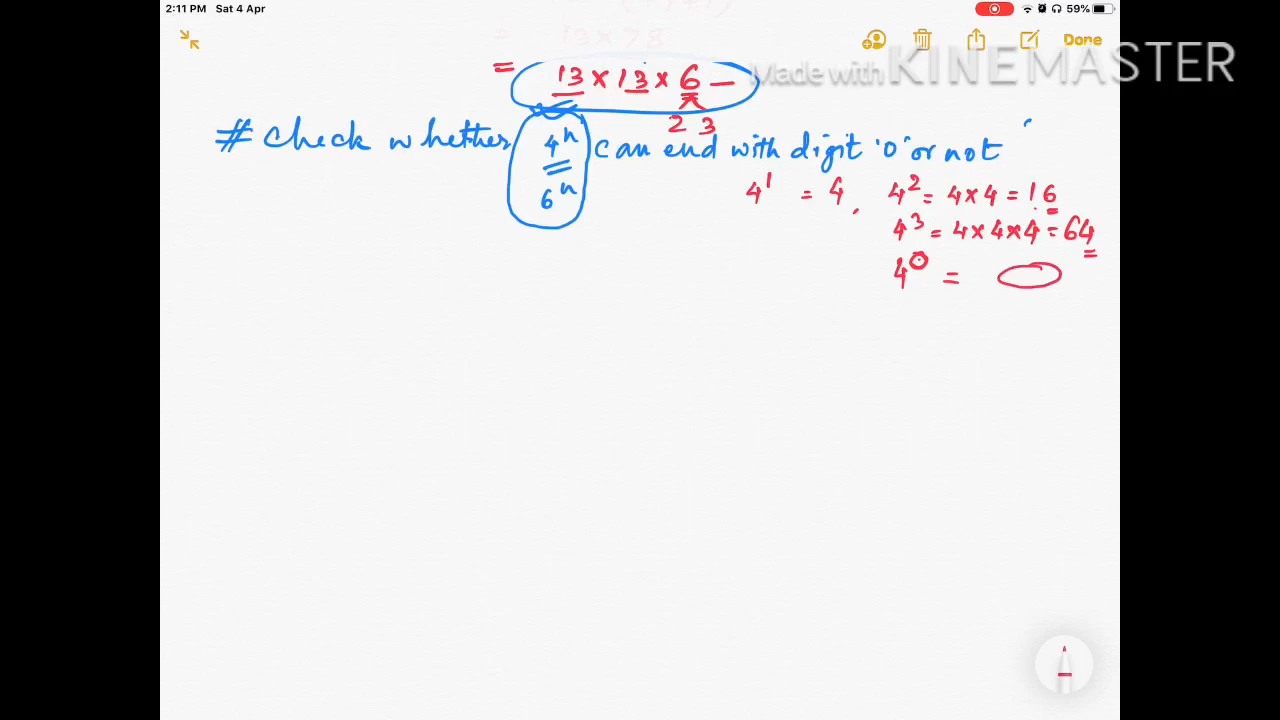 2:11 PM Sat 4 Apr 59%
Done
Made with KINEMASTER
= 13 × 78
= 13 × 13 × 6 —
2 3
# Check whether 4ⁿ can end with digit '0' or not
6ⁿ
4¹ = 4, 4² = 4 × 4 = 16
4³ = 4 × 4 × 4 = 64
4⁰ =